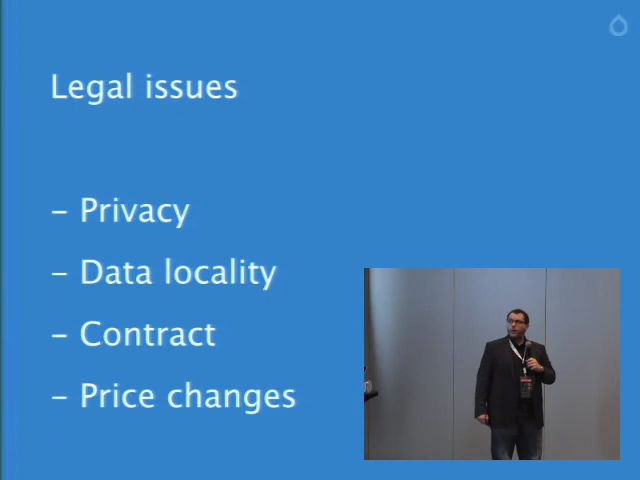 Legal issues
- Privacy
- Data locality
- Contract
- Price changes